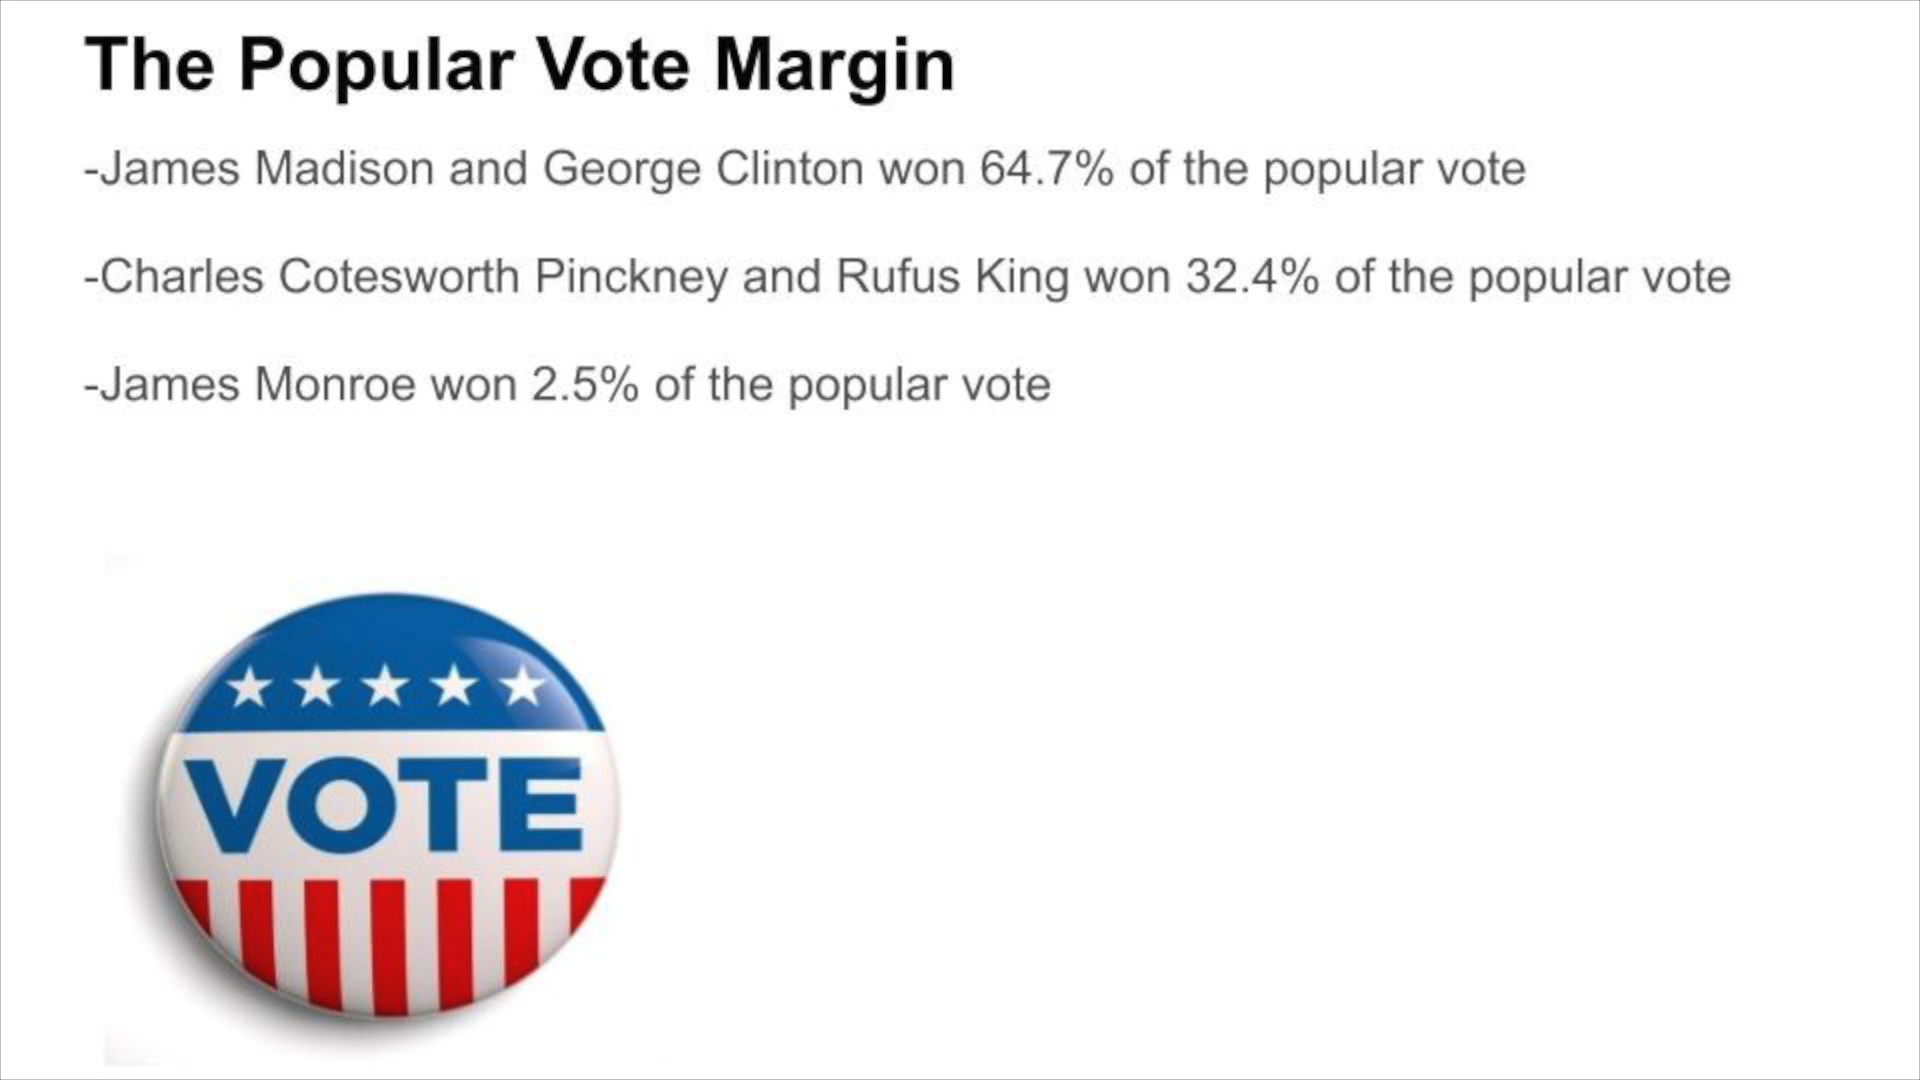 The Popular Vote Margin
-James Madison and George Clinton won 64.7% of the popular vote
-Charles Cotesworth Pinckney and Rufus King won 32.4% of the popular vote
-James Monroe won 2.5% of the popular vote
VOTE